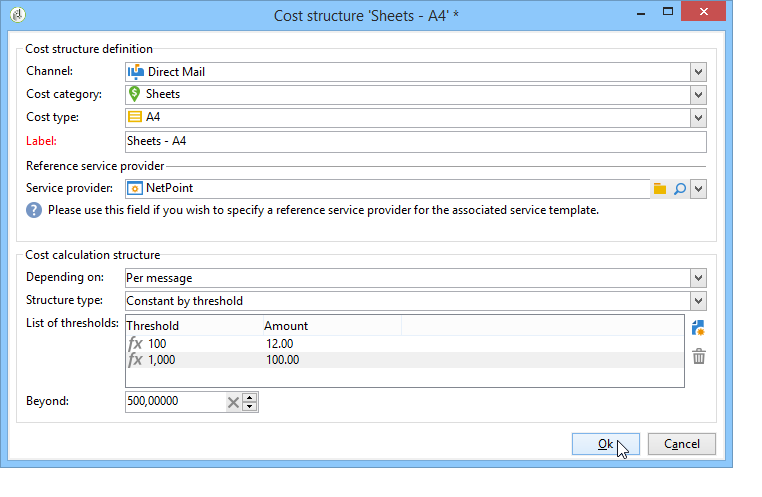 Cost structure 'Sheets - A4' *
Cost structure definition
Channel: Direct Mail
Cost category: Sheets
Cost type: A4
Label: Sheets - A4
Reference service provider
Service provider: NetPoint
Please use this field if you wish to specify a reference service provider for the associated service template.
Cost calculation structure
Depending on: Per message
Structure type: Constant by threshold
List of thresholds: Threshold Amount
fx 100 12.00
fx 1,000 100.00
Beyond: 500,00000
Ok Cancel